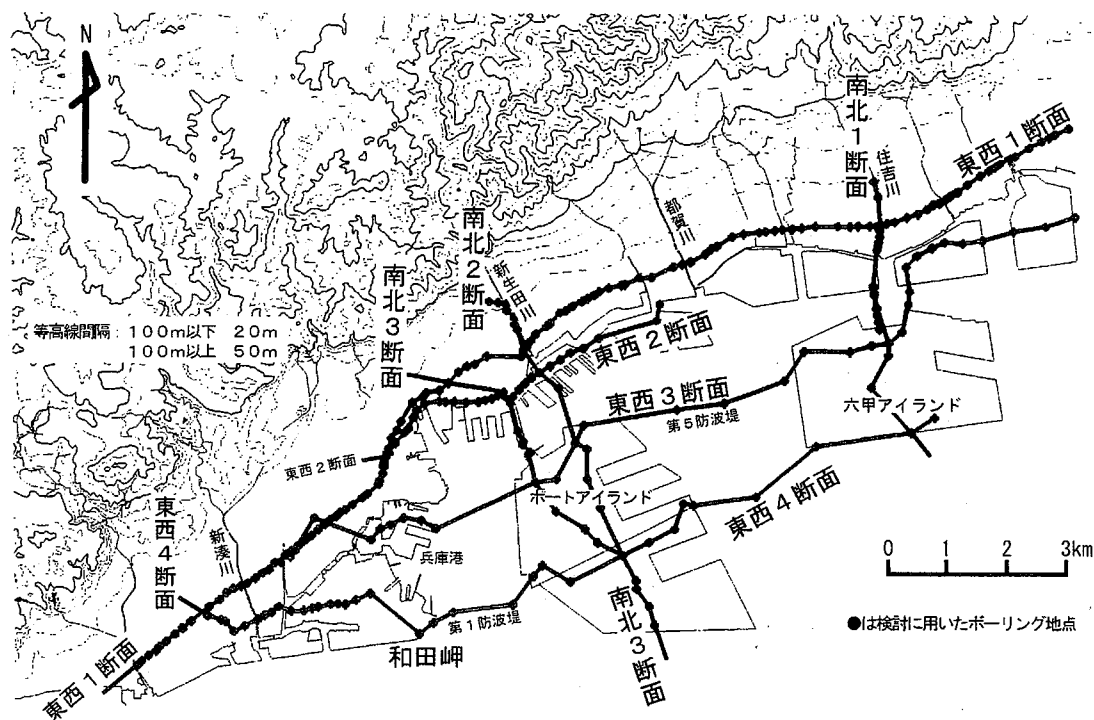 N
南北1断面
住吉川
東西1断面
都賀川
南北2断面
新生田川
南北3断面
等高線間隔：100m以下 20m
100m以上 50m
東西2断面
東西3断面
第5防波堤
六甲アイランド
東西2断面
ポートアイランド
東西4断面
東西4断面
新湊川
兵庫港
0 1 2 3km
第1防波堤
南北3断面
●は検討に用いたボーリング地点
和田岬
東西1断面